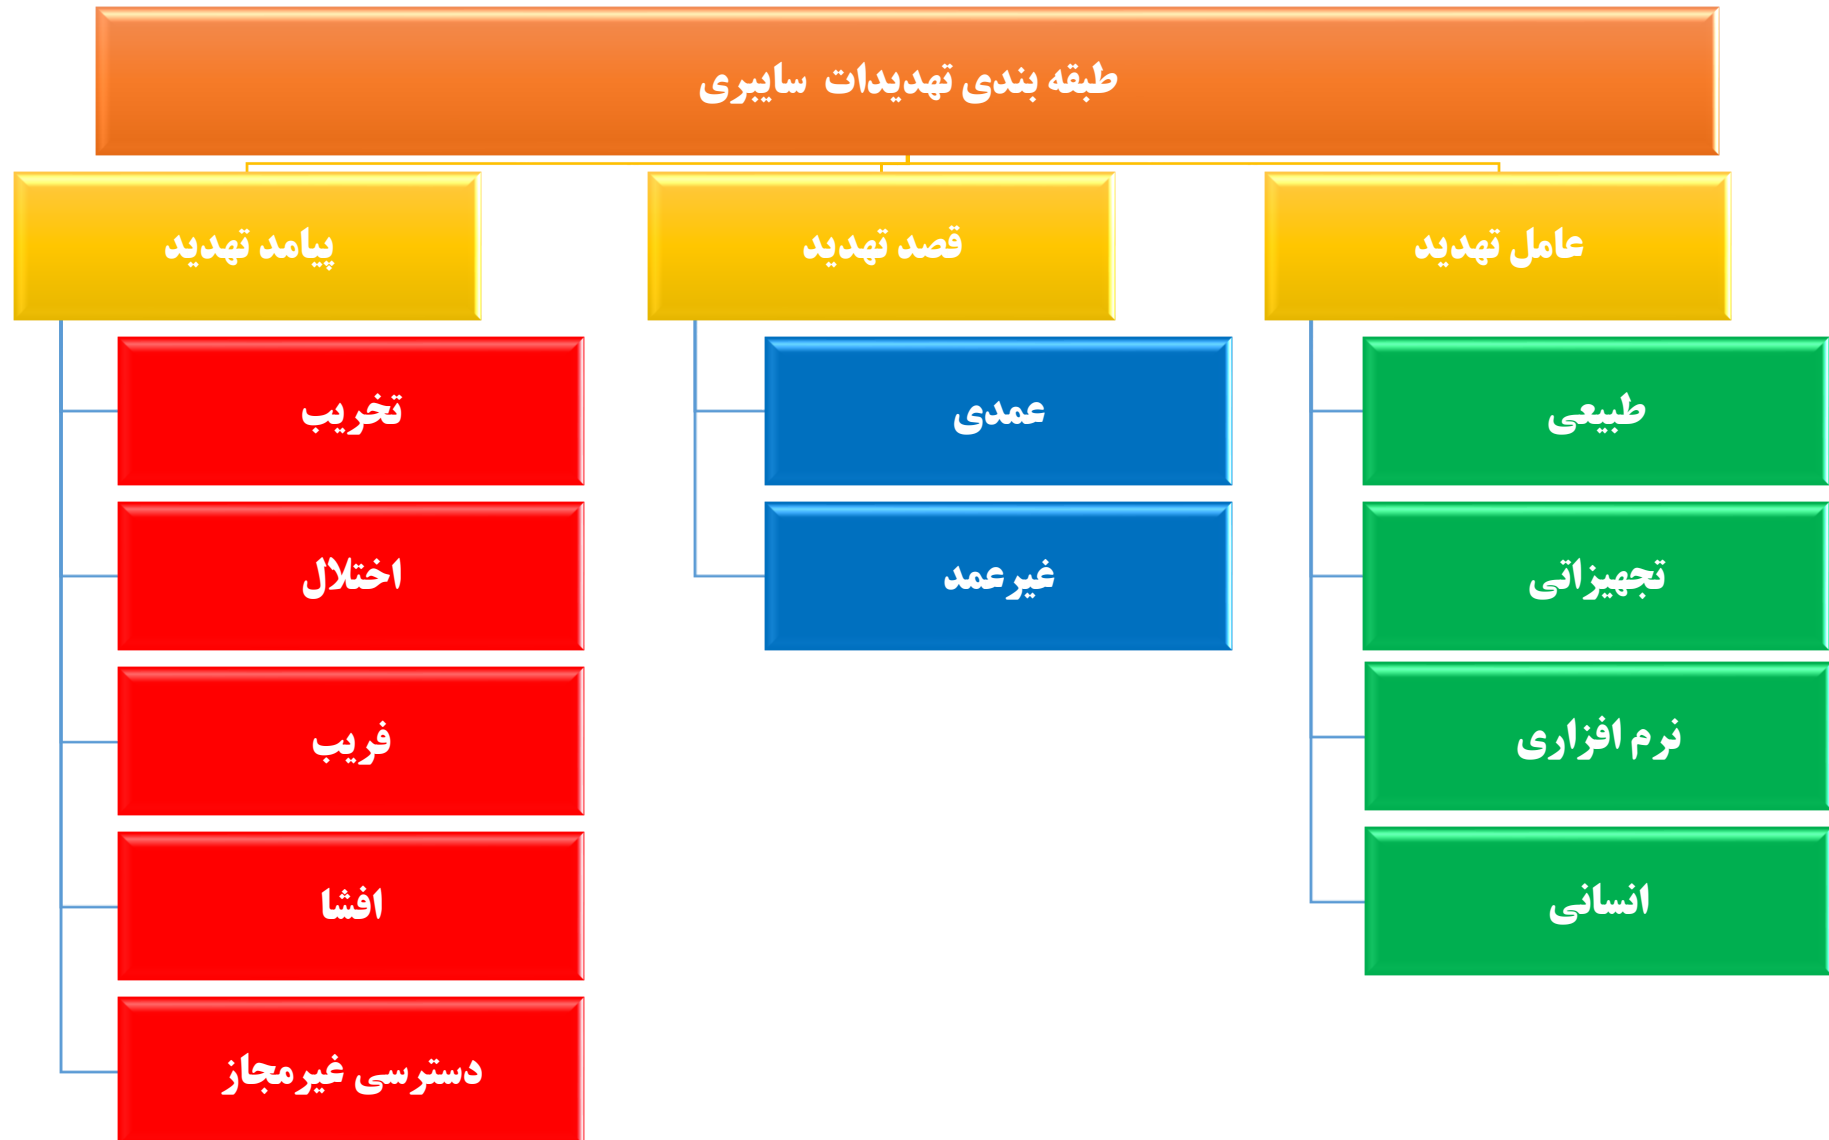 طبقه بندی تهدیدات سایبری
عامل تهدید
طبیعی
تجهیزاتی
نرم افزاری
انسانی
قصد تهدید
عمدی
غیرعمد
پیامد تهدید
تخریب
اختلال
فریب
افشا
دسترسی غیرمجاز